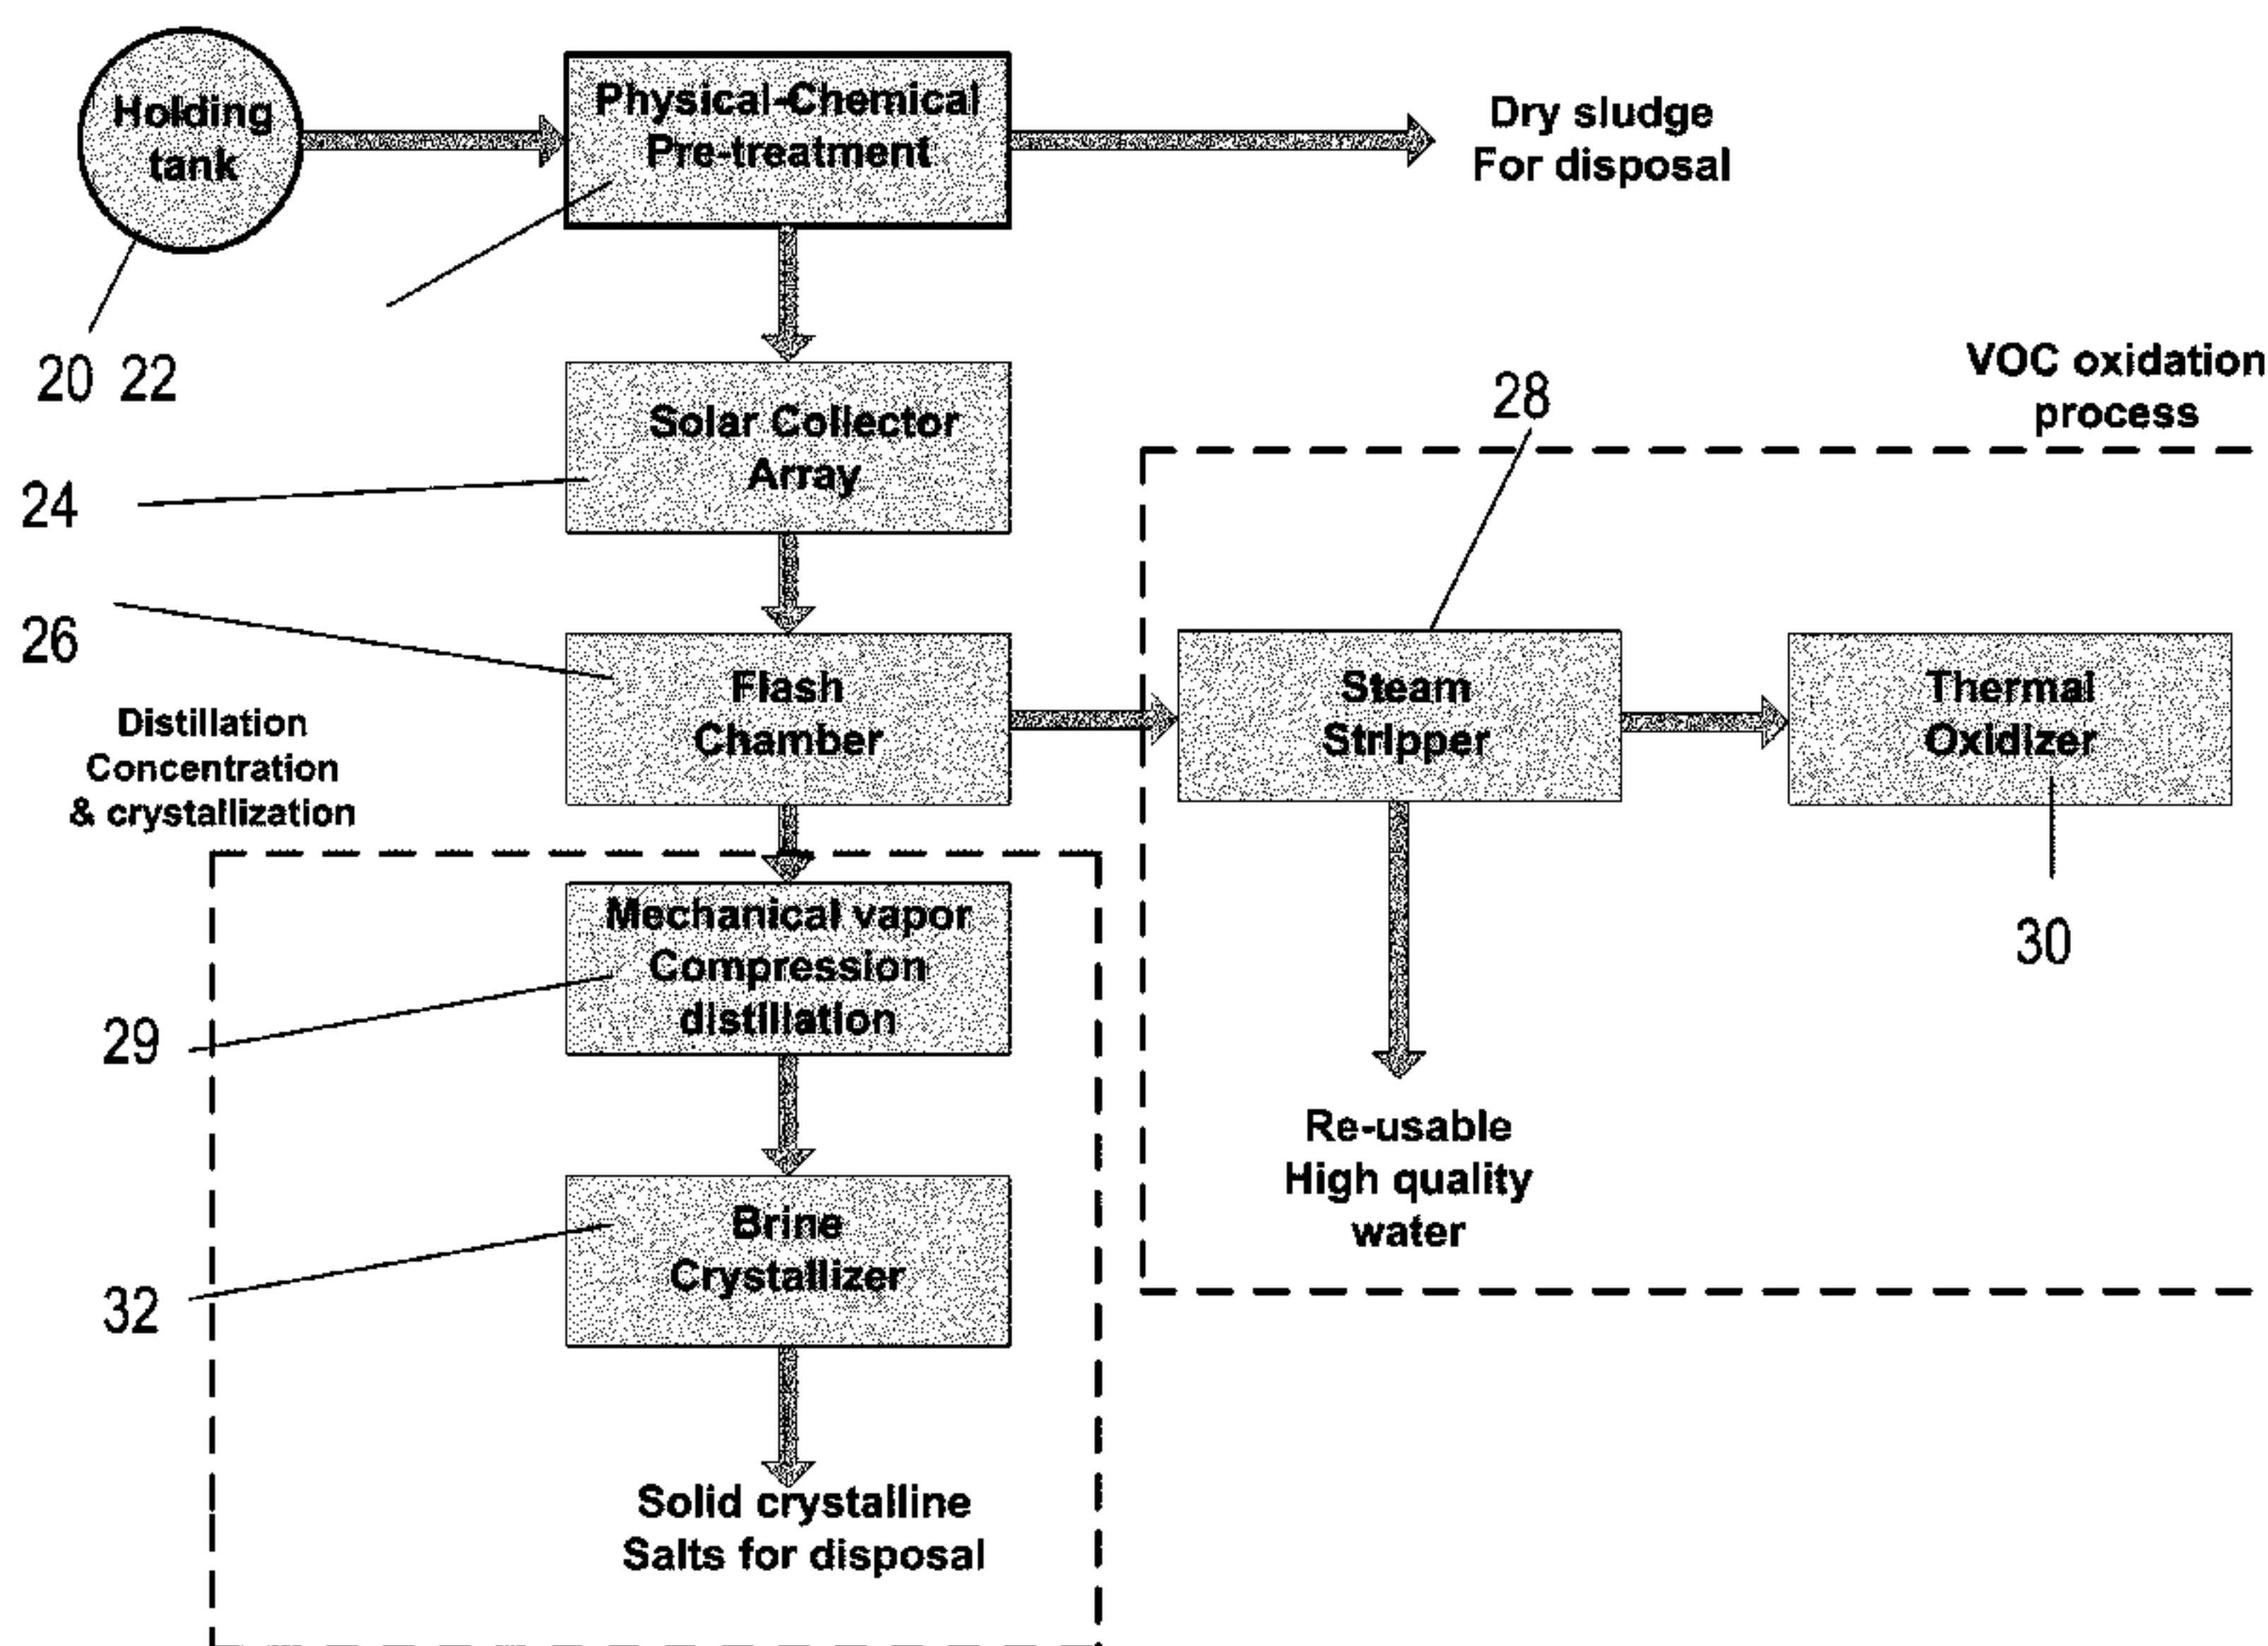 Holding
tank
Physical-Chemical
Pre-treatment
Dry sludge
For disposal
20 22
Solar Collector
Array
24
28
VOC oxidation
process
26
Flash
Chamber
Steam
Stripper
Thermal
Oxidizer
Distillation
Concentration
& crystallization
30
Mechanical vapor
Compression
distillation
29
Re-usable
High quality
water
Brine
Crystallizer
32
Solid crystalline
Salts for disposal